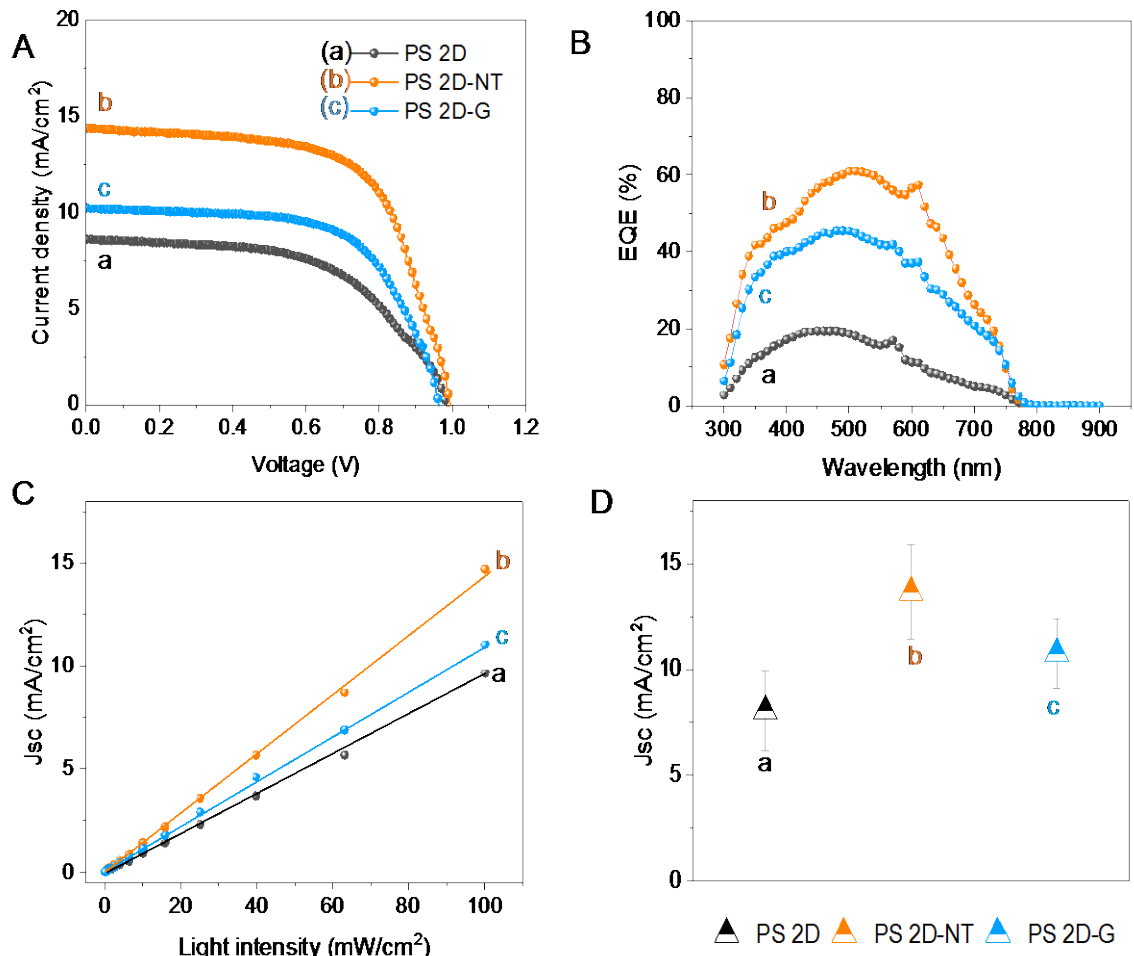 A
Current density (mA/cm²)
20
15
10
5
0
0.0 0.2 0.4 0.6 0.8 1.0 1.2
Voltage (V)
(a) PS 2D
(b) PS 2D-NT
(c) PS 2D-G
b
c
a
B
EQE (%)
100
80
60
40
20
0
300 400 500 600 700 800 900
Wavelength (nm)
b
c
a
C
Jsc (mA/cm²)
15
10
5
0
0 20 40 60 80 100
Light intensity (mW/cm²)
b
c
a
D
Jsc (mA/cm²)
15
10
5
0
a
b
c
PS 2D PS 2D-NT PS 2D-G